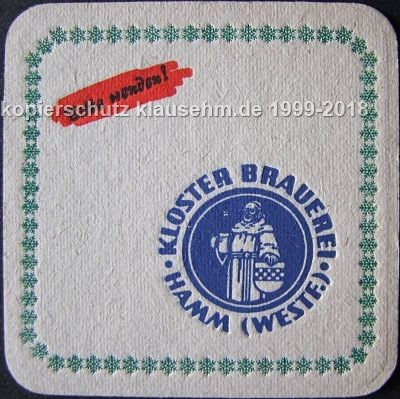 Bitte wenden!
kopierschutz klausehm.de 1999-2018
· KLOSTER BRAUEREI ·
HAMM (WESTF.)